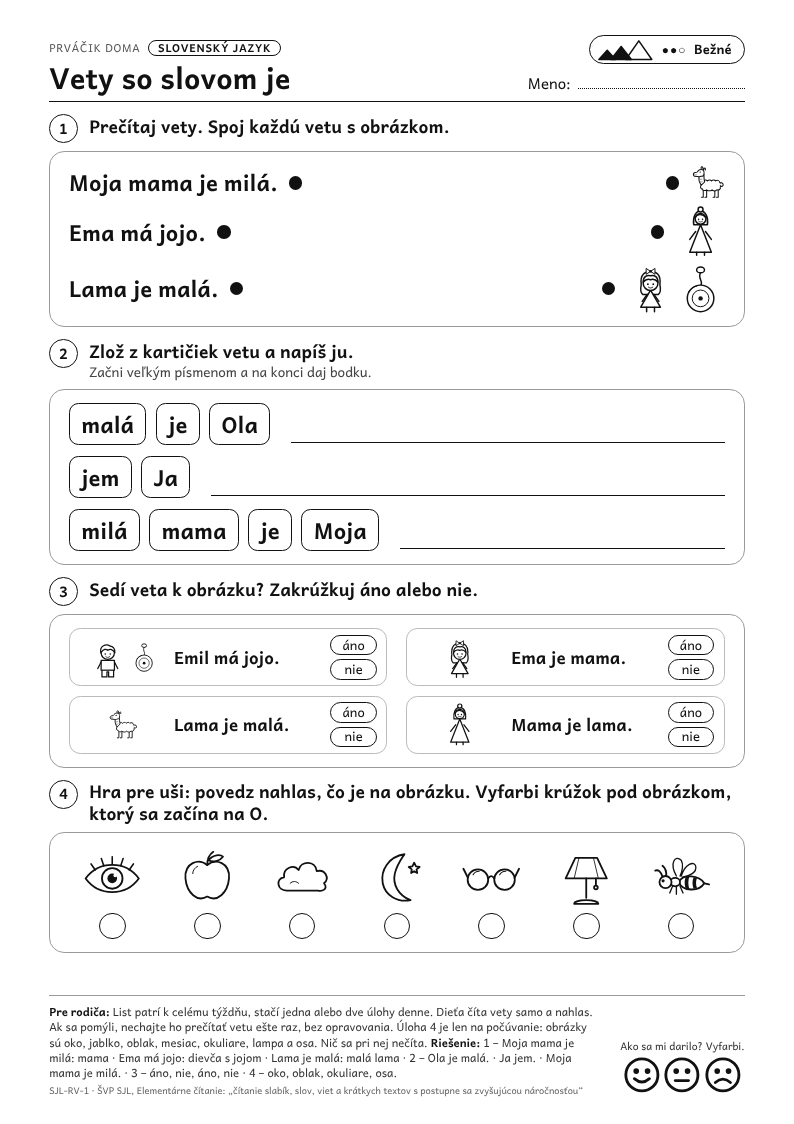 PRVÁČIK DOMA SLOVENSKÝ JAZYK
Bežné
Vety so slovom je
Meno:
1 Prečítaj vety. Spoj každú vetu s obrázkom.
Moja mama je milá.
Ema má jojo.
Lama je malá.
2 Zlož z kartičiek vetu a napíš ju.
Začni veľkým písmenom a na konci daj bodku.
malá je Ola
jem Ja
milá mama je Moja
3 Sedí veta k obrázku? Zakrúžkuj áno alebo nie.
Emil má jojo. áno nie
Ema je mama. áno nie
Lama je malá. áno nie
Mama je lama. áno nie
4 Hra pre uši: povedz nahlas, čo je na obrázku. Vyfarbi krúžok pod obrázkom,
ktorý sa začína na O.
Pre rodiča: List patrí k celému týždňu, stačí jedna alebo dve úlohy denne. Dieťa číta vety samo a nahlas.
Ak sa pomýli, nechajte ho prečítať vetu ešte raz, bez opravovania. Úloha 4 je len na počúvanie: obrázky
sú oko, jablko, oblak, mesiac, okuliare, lampa a osa. Nič sa pri nej nečíta. Riešenie: 1 – Moja mama je
milá: mama · Ema má jojo: dievča s jojom · Lama je malá: malá lama · 2 – Ola je malá. · Ja jem. · Moja
mama je milá. · 3 – áno, nie, áno, nie · 4 – oko, oblak, okuliare, osa.
SJL-RV-1 · ŠVP SJL, Elementárne čítanie: „čítanie slabík, slov, viet a krátkych textov s postupne sa zvyšujúcou náročnosťou“
Ako sa mi darilo? Vyfarbi.